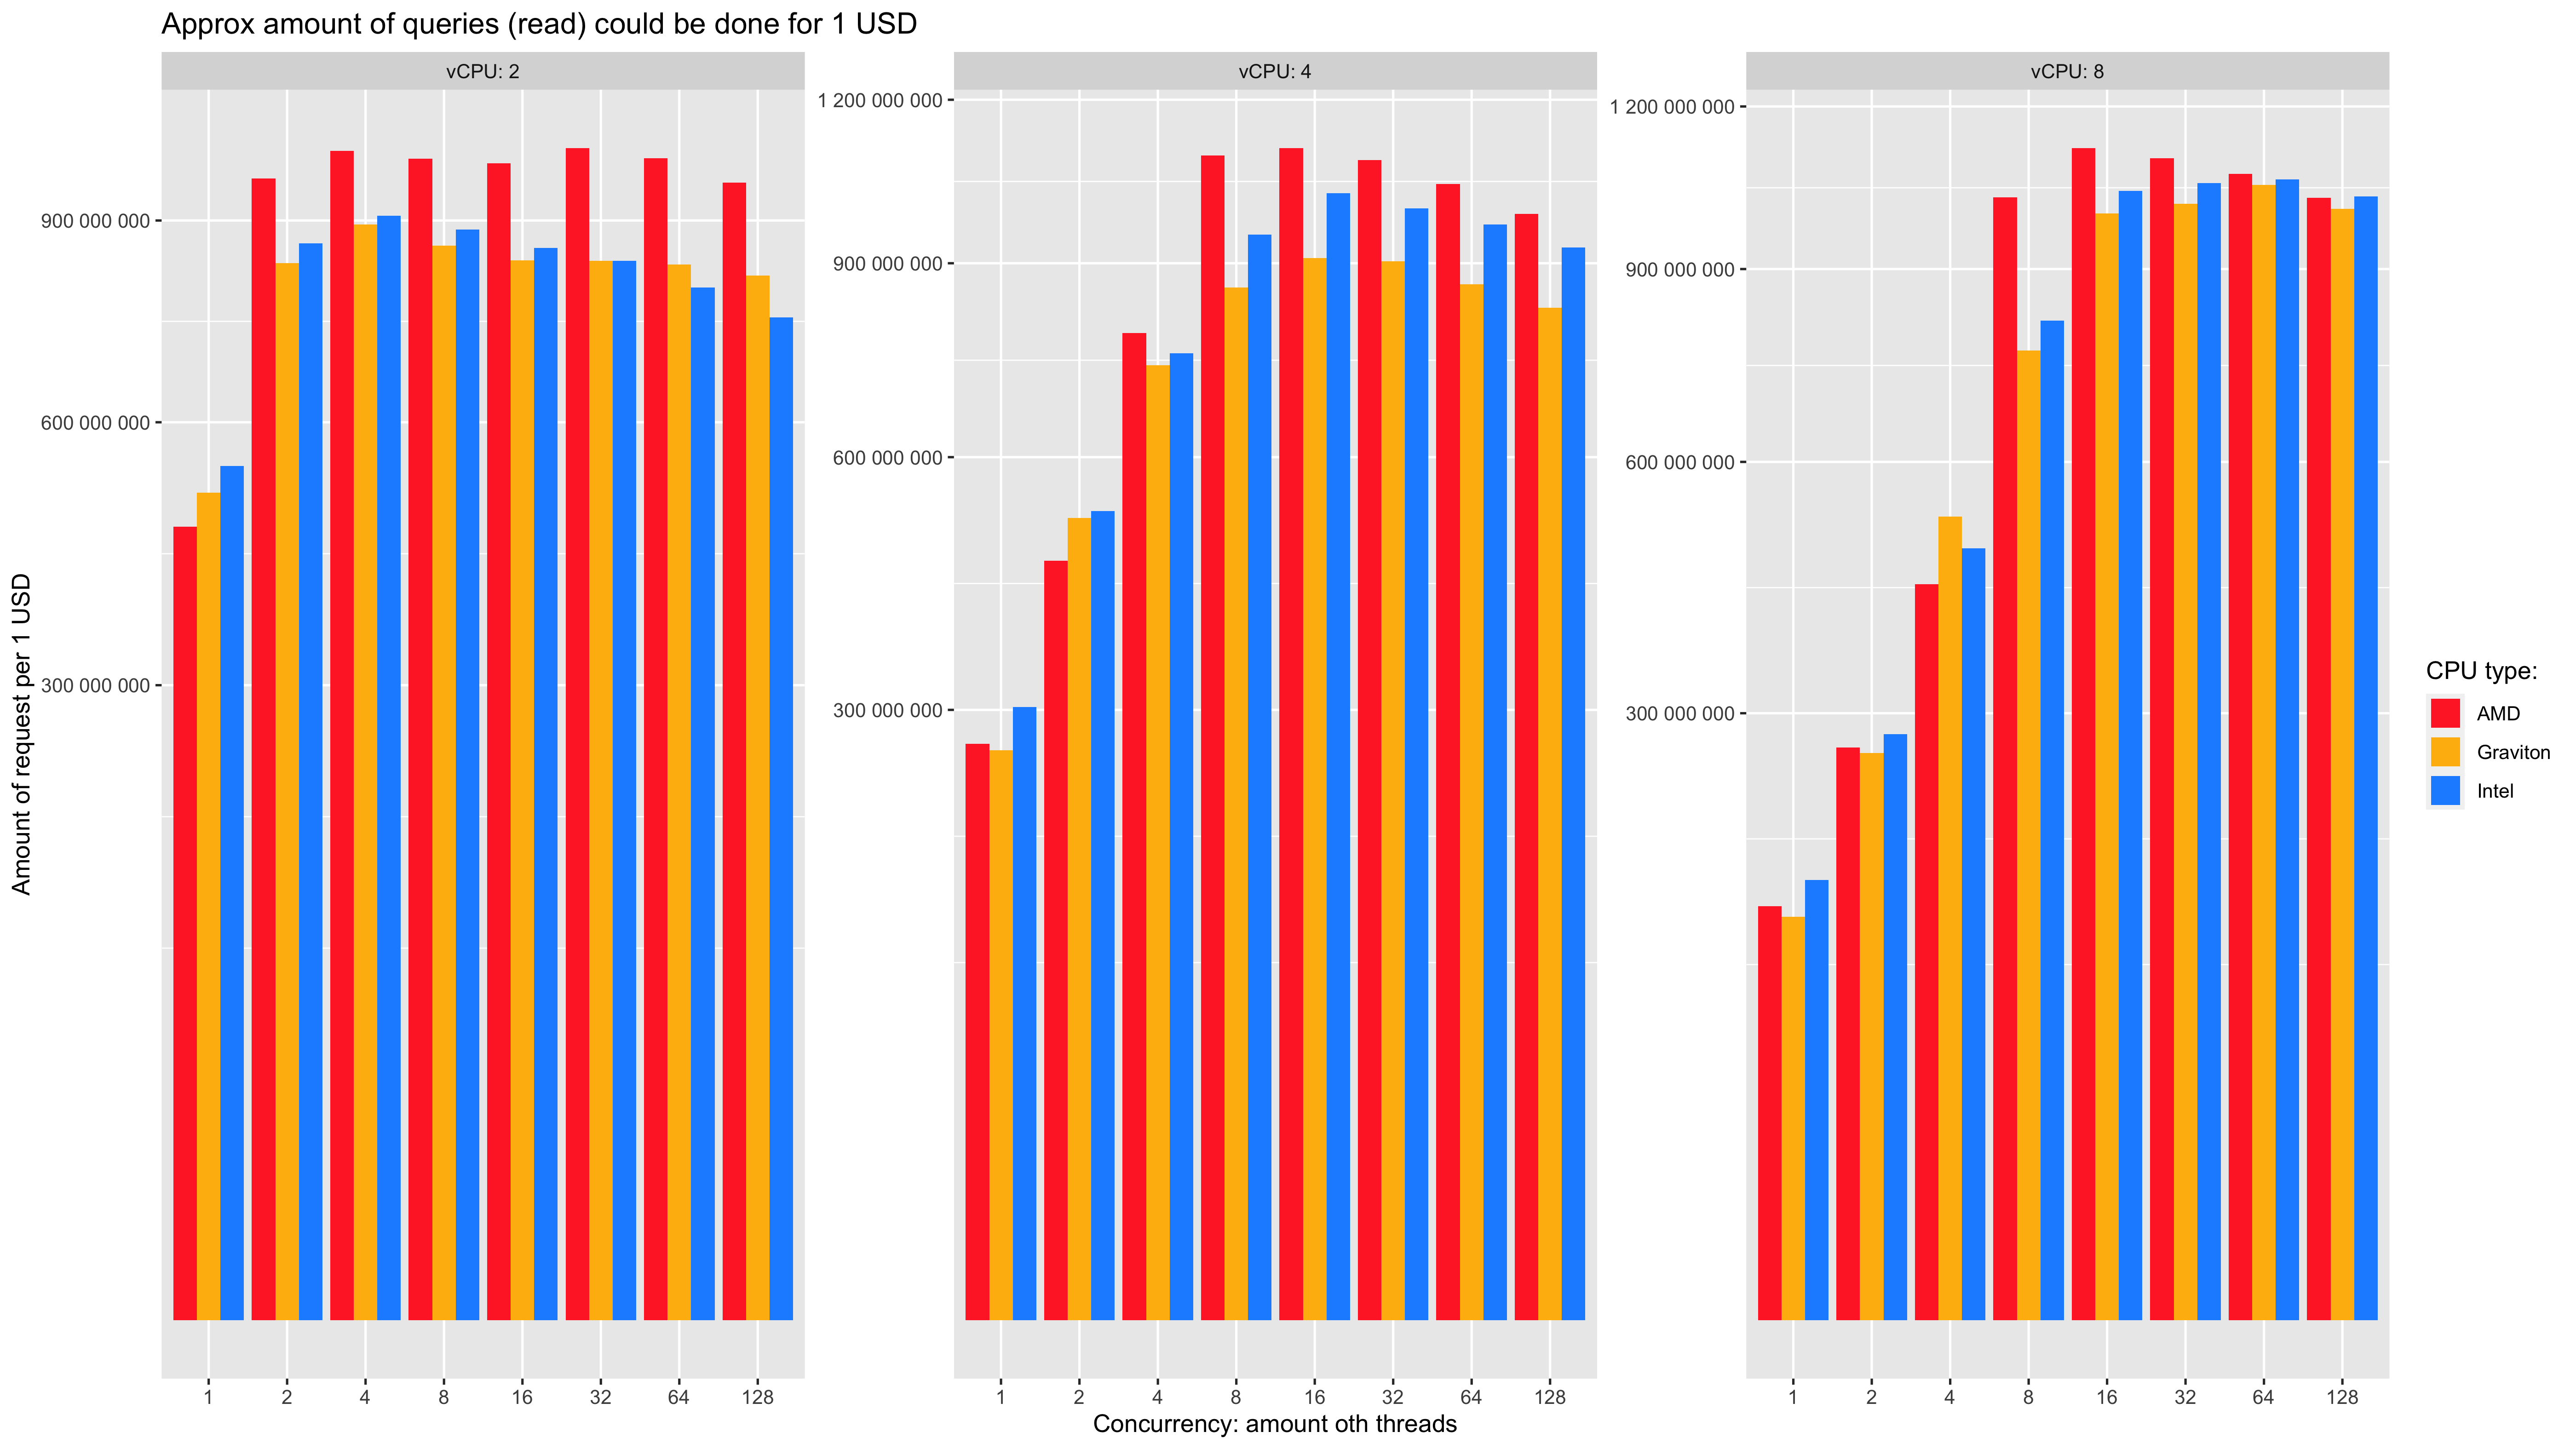 Approx amount of queries (read) could be done for 1 USD
vCPU: 2
vCPU: 4
vCPU: 8
Amount of request per 1 USD
900 000 000
600 000 000
300 000 000
1 200 000 000
900 000 000
600 000 000
300 000 000
1 200 000 000
900 000 000
600 000 000
300 000 000
1 2 4 8 16 32 64 128
1 2 4 8 16 32 64 128
1 2 4 8 16 32 64 128
Concurrency: amount oth threads
CPU type:
AMD
Graviton
Intel